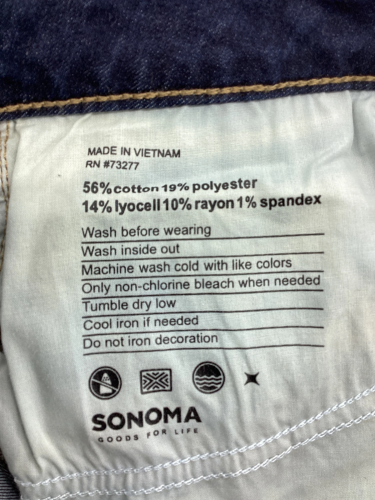 MADE IN VIETNAM
RN #73277
56% cotton 19% polyester
14% lyocell 10% rayon 1% spandex
Wash before wearing
Wash inside out
Machine wash cold with like colors
Only non-chlorine bleach when needed
Tumble dry low
Cool iron if needed
Do not iron decoration
SONOMA
GOODS FOR LIFE